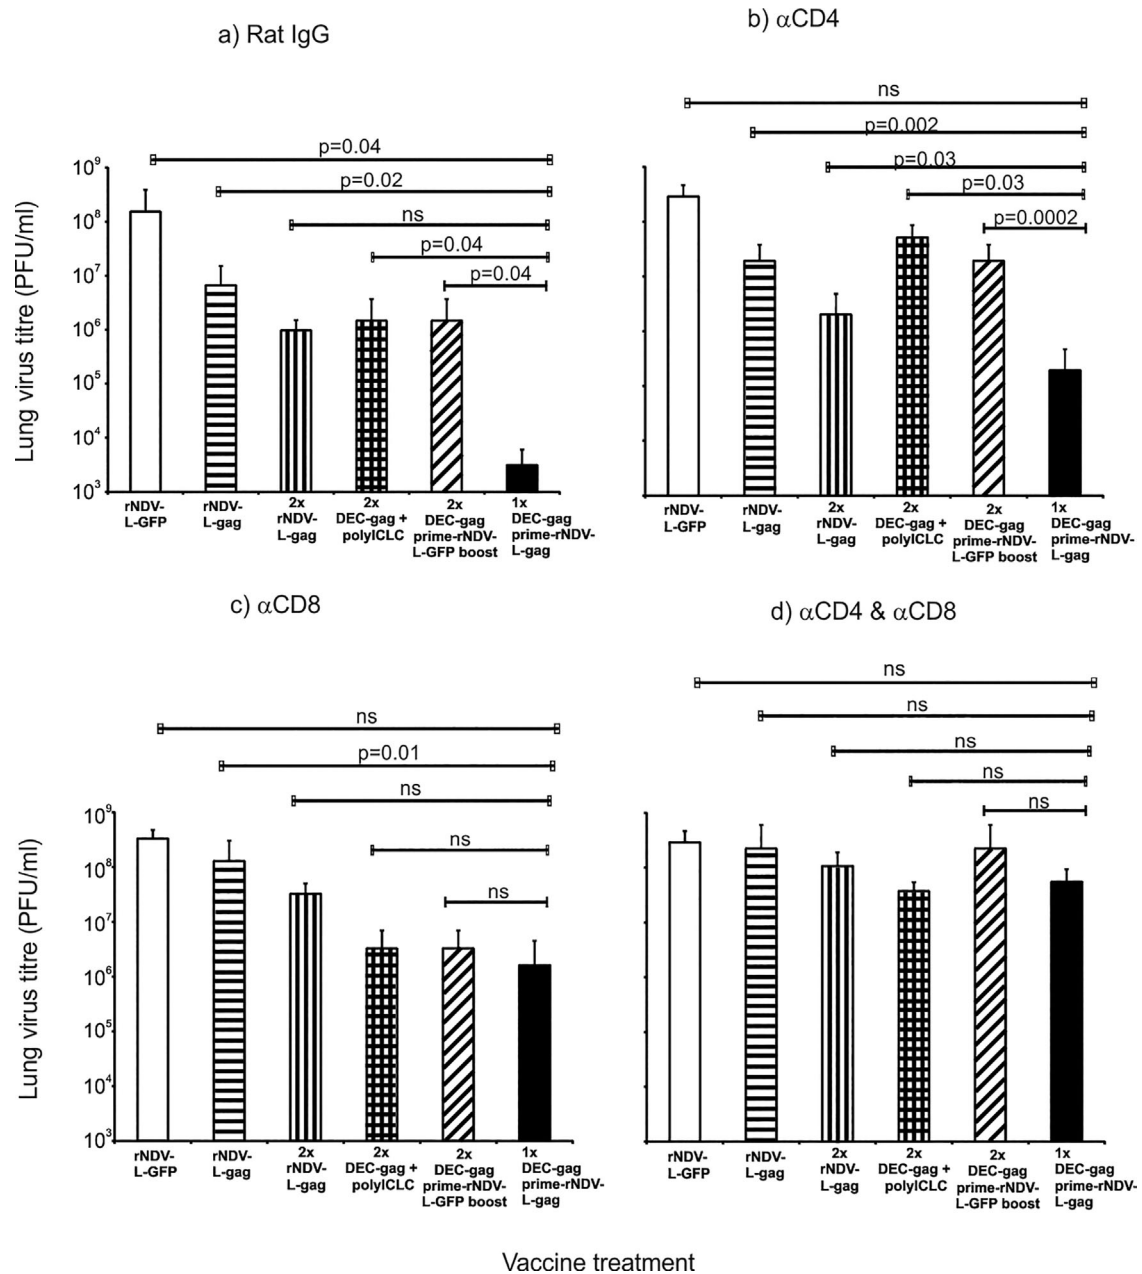 a) Rat IgG
p=0.04
p=0.02
ns
p=0.04
p=0.04
Lung virus titre (PFU/ml)
10⁹
10⁸
10⁷
10⁶
10⁵
10⁴
10³
rNDV-
L-GFP
rNDV-
L-gag
2x
rNDV-
L-gag
2x
DEC-gag +
polyICLC
2x
DEC-gag
prime-rNDV-
L-GFP boost
1x
DEC-gag
prime-rNDV-
L-gag
b) αCD4
ns
p=0.002
p=0.03
p=0.03
p=0.0002
rNDV-
L-GFP
rNDV-
L-gag
2x
rNDV-
L-gag
2x
DEC-gag +
polyICLC
2x
DEC-gag
prime-rNDV-
L-GFP boost
1x
DEC-gag
prime-rNDV-
L-gag
c) αCD8
ns
p=0.01
ns
ns
ns
Lung virus titre (PFU/ml)
10⁹
10⁸
10⁷
10⁶
10⁵
10⁴
10³
rNDV-
L-GFP
rNDV-
L-gag
2x
rNDV-
L-gag
2x
DEC-gag +
polyICLC
2x
DEC-gag
prime-rNDV-
L-GFP boost
1x
DEC-gag
prime-rNDV-
L-gag
d) αCD4 & αCD8
ns
ns
ns
ns
ns
rNDV-
L-GFP
rNDV-
L-gag
2x
rNDV-
L-gag
2x
DEC-gag +
polyICLC
2x
DEC-gag
prime-rNDV-
L-GFP boost
1x
DEC-gag
prime-rNDV-
L-gag
Vaccine treatment